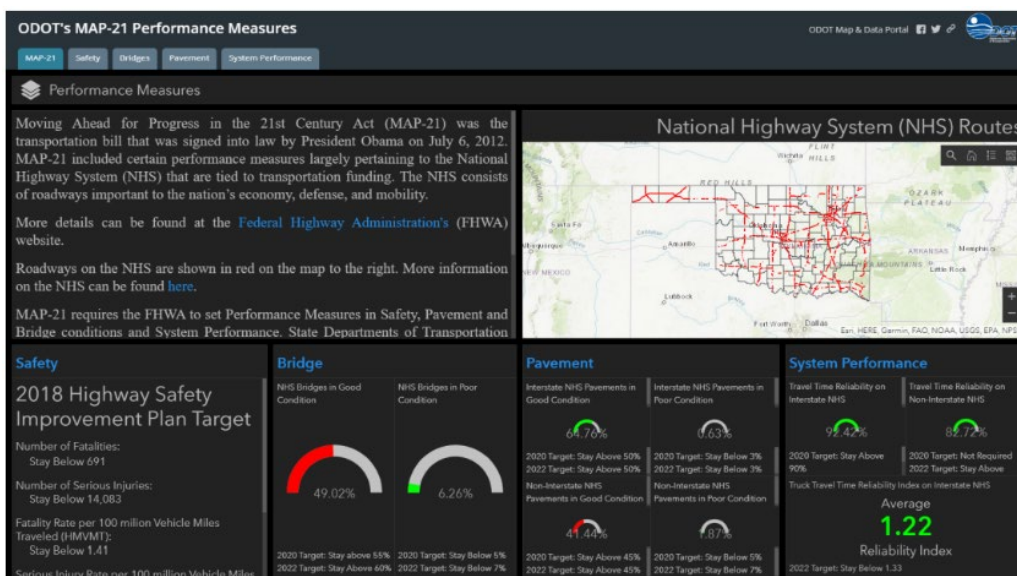 ODOT's MAP-21 Performance Measures
ODOT Map & Data Portal
MAP-21
Safety
Bridges
Pavement
System Performance
Performance Measures
Moving Ahead for Progress in the 21st Century Act (MAP-21) was the
transportation bill that was signed into law by President Obama on July 6, 2012.
MAP-21 included certain performance measures largely pertaining to the National
Highway System (NHS) that are tied to transportation funding. The NHS consists
of roadways important to the nation's economy, defense, and mobility.
More details can be found at the Federal Highway Administration's (FHWA)
website.
Roadways on the NHS are shown in red on the map to the right. More information
on the NHS can be found here.
MAP-21 requires the FHWA to set Performance Measures in Safety, Pavement and
Bridge conditions and System Performance. State Departments of Transportation
National Highway System (NHS) Routes
FLINT
HILLS
Wichita
RED HILLS
OZARK
PLATEAU
Santa Fe
Albuquerque
Amarillo
Oklahoma
ARKANSAS
Memphis
MOUNTAINS
Little Rock
NEW MEXICO
Lubbock
Fort Worth
Dallas
Esri, HERE, Garmin, FAO, NOAA, USGS, EPA, NPS
Safety
2018 Highway Safety
Improvement Plan Target
Number of Fatalities:
Stay Below 691
Number of Serious Injuries:
Stay Below 14,083
Fatality Rate per 100 milion Vehicle Miles
Traveled (HMVMT):
Stay Below 1.41
Serious Injury Rate per 100 million Vehicle Miles
Bridge
NHS Bridges in Good
Condition
49.02%
2020 Target: Stay above 55%
2022 Target: Stay Above 60%
NHS Bridges in Poor
Condition
6.26%
2020 Target: Stay Below 5%
2022 Target: Stay Below 7%
Pavement
Interstate NHS Pavements in
Good Condition
64.76%
2020 Target: Stay Above 50%
2022 Target: Stay Above 50%
Interstate NHS Pavements in
Poor Condition
0.63%
2020 Target: Stay Below 3%
2022 Target: Stay Below 3%
Non-Interstate NHS
Pavements in Good Condition
41.44%
2020 Target: Stay Above 45%
2022 Target: Stay Above 45%
Non-Interstate NHS
Pavements in Poor Condition
1.87%
2020 Target: Stay Below 5%
2022 Target: Stay Below 7%
System Performance
Travel Time Reliability on
Interstate NHS
92.42%
2020 Target: Stay Above
90%
Travel Time Reliability on
Non-Interstate NHS
82.72%
2020 Target: Not Required
2022 Target: Stay Above
Truck Travel Time Reliability Index on Interstate NHS
Average
1.22
Reliability Index
2022 Target: Stay Below 1.33